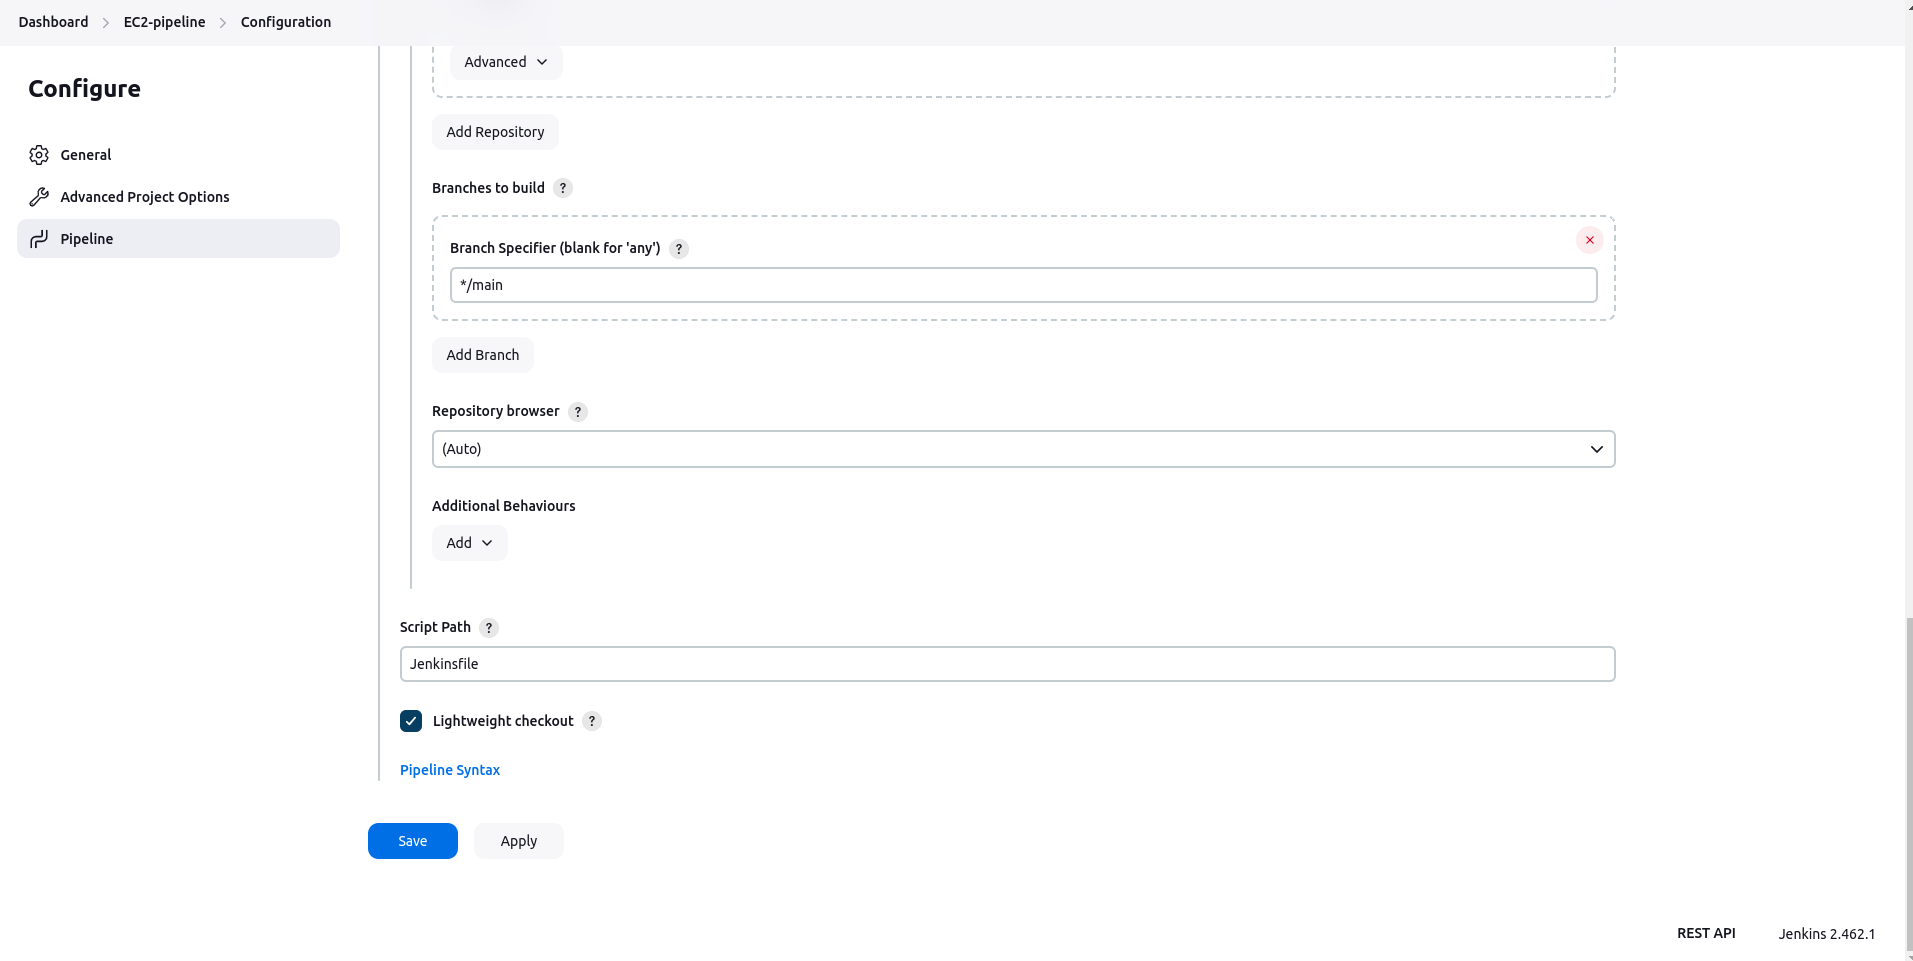 Dashboard > EC2-pipeline > Configuration
Configure
General
Advanced Project Options
Pipeline
Advanced
Add Repository
Branches to build ?
Branch Specifier (blank for 'any') ?
*/main
Add Branch
Repository browser ?
(Auto)
Additional Behaviours
Add
Script Path ?
Jenkinsfile
Lightweight checkout ?
Pipeline Syntax
Save Apply
REST API Jenkins 2.462.1